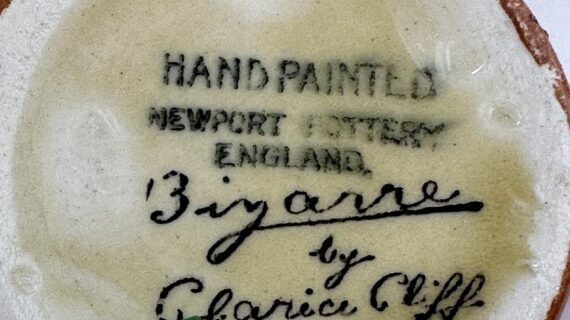 HAND PAINTED
NEWPORT POTTERY
ENGLAND.
Bizarre
by
Clarice Cliff